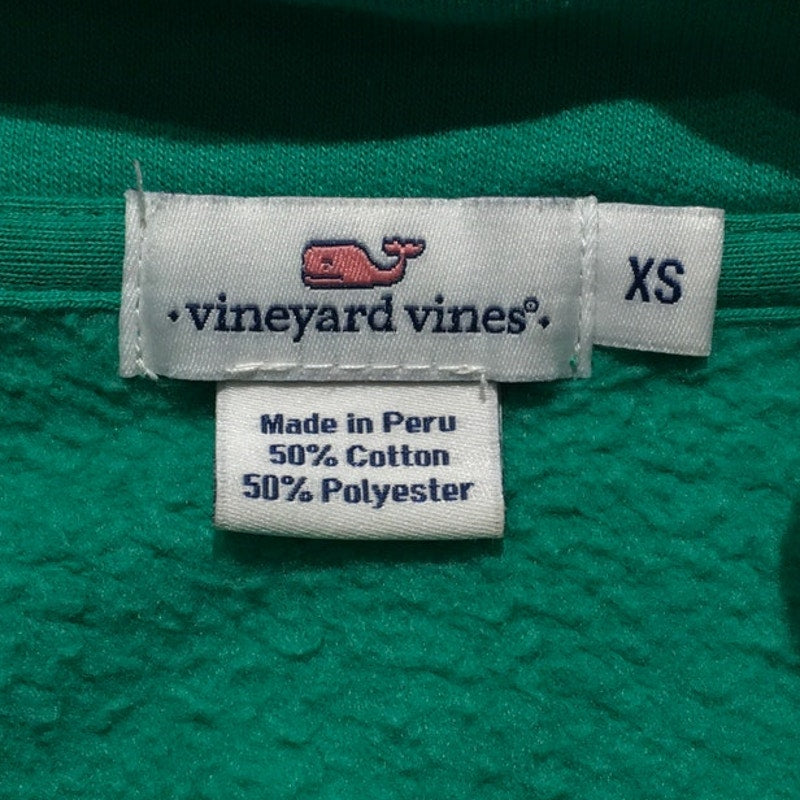 ·vineyard vines®·
XS
Made in Peru
50% Cotton
50% Polyester